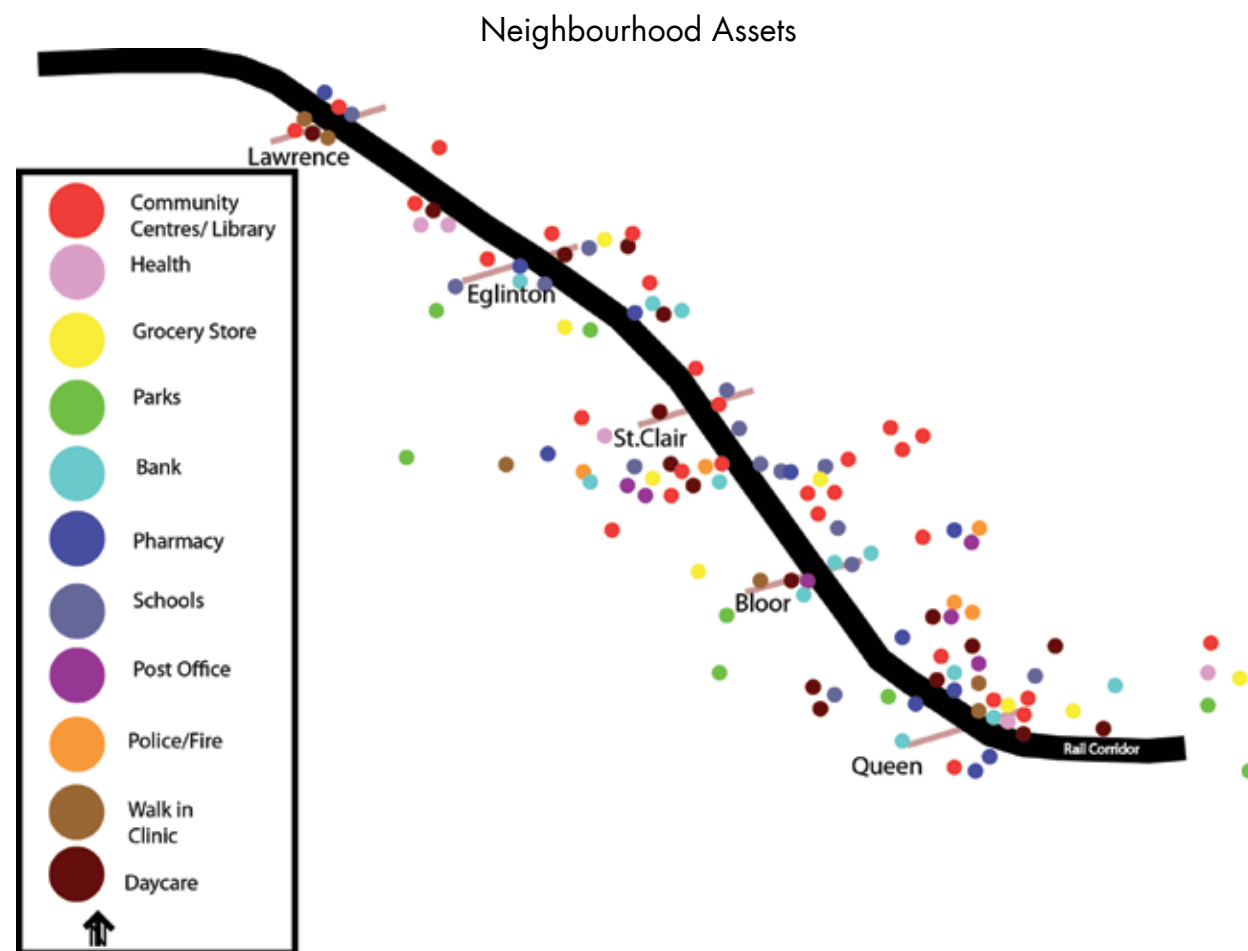 Neighbourhood Assets
Lawrence
Community
Centres/ Library
Health
Eglinton
Grocery Store
Parks
St.Clair
Bank
Pharmacy
Schools
Bloor
Post Office
Police/Fire
Rail Corridor
Queen
Walk in
Clinic
Daycare